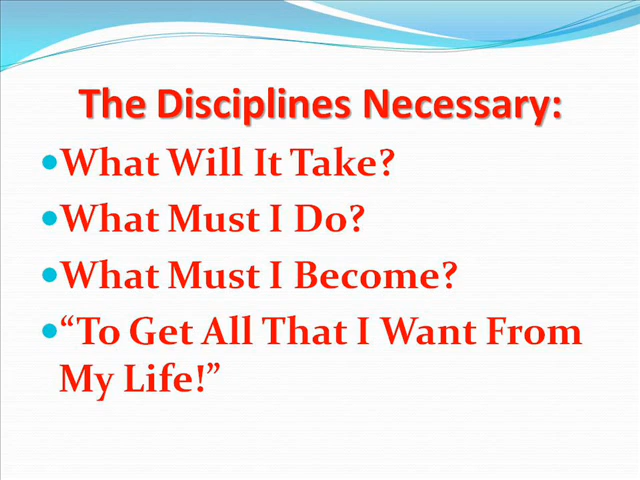 The Disciplines Necessary:
•What Will It Take?
•What Must I Do?
•What Must I Become?
•“To Get All That I Want From
My Life!”